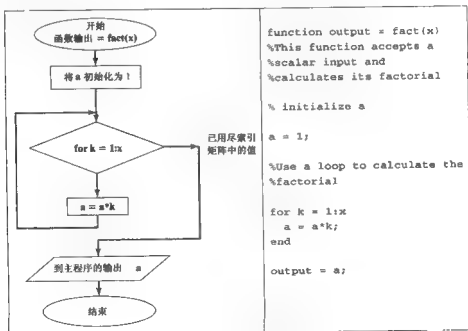 开始
函数输出 = fact(x)
将 a 初始化为 1
for k = 1:x
已用尽索引
矩阵中的值
a = a*k
到主程序的输出 a
结束
function output = fact(x)
%This function accepts a
%scalar input and
%calculates its factorial
% initialize a
a = 1;
%Use a loop to calculate the
%factorial
for k = 1:x
a = a*k;
end
output = a;